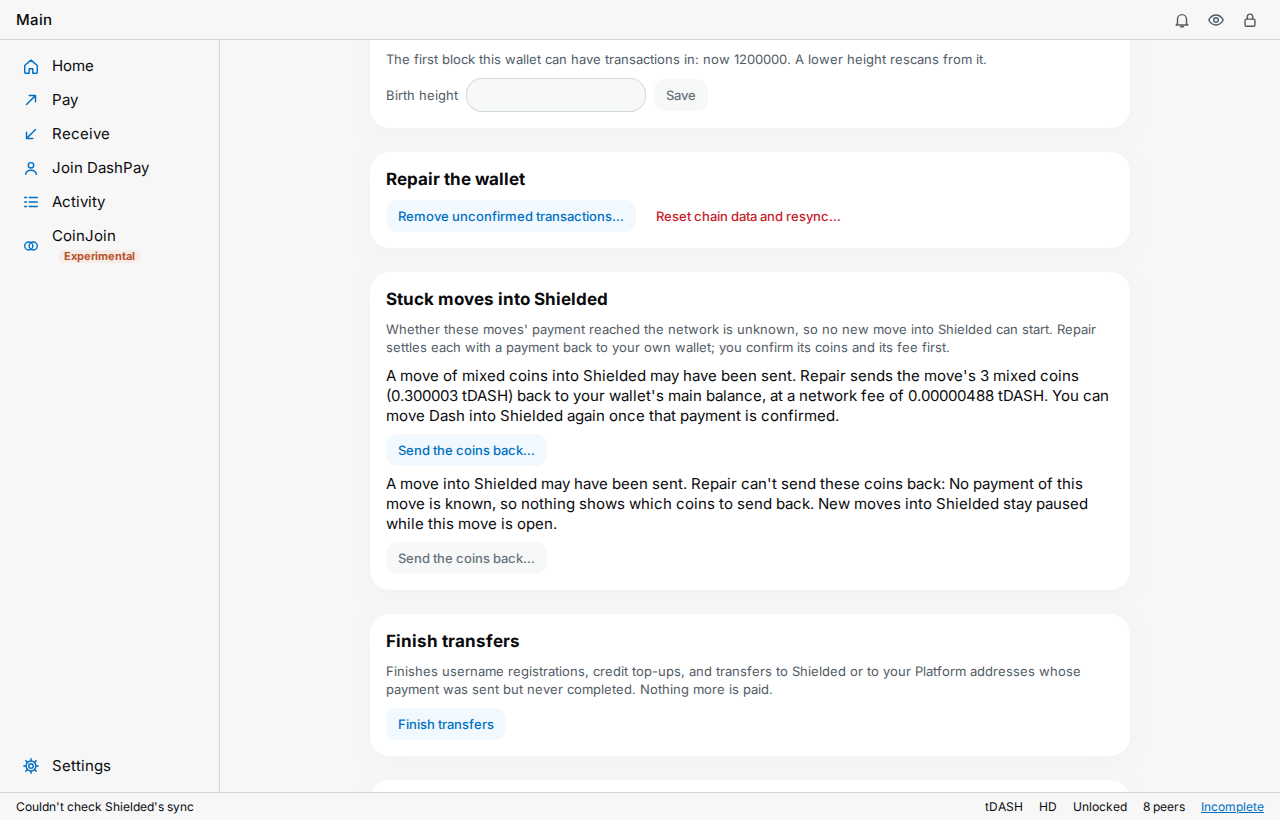 Main
Home
Pay
Receive
Join DashPay
Activity
CoinJoin
Experimental
Settings
The first block this wallet can have transactions in: now 1200000. A lower height rescans from it.
Birth height
Save
Repair the wallet
Remove unconfirmed transactions...
Reset chain data and resync...
Stuck moves into Shielded
Whether these moves' payment reached the network is unknown, so no new move into Shielded can start. Repair
settles each with a payment back to your own wallet; you confirm its coins and its fee first.
A move of mixed coins into Shielded may have been sent. Repair sends the move's 3 mixed coins
(0.300003 tDASH) back to your wallet's main balance, at a network fee of 0.00000488 tDASH. You can
move Dash into Shielded again once that payment is confirmed.
Send the coins back...
A move into Shielded may have been sent. Repair can't send these coins back: No payment of this
move is known, so nothing shows which coins to send back. New moves into Shielded stay paused
while this move is open.
Send the coins back...
Finish transfers
Finishes username registrations, credit top-ups, and transfers to Shielded or to your Platform addresses whose
payment was sent but never completed. Nothing more is paid.
Finish transfers
Couldn't check Shielded's sync
tDASH
HD
Unlocked
8 peers
Incomplete